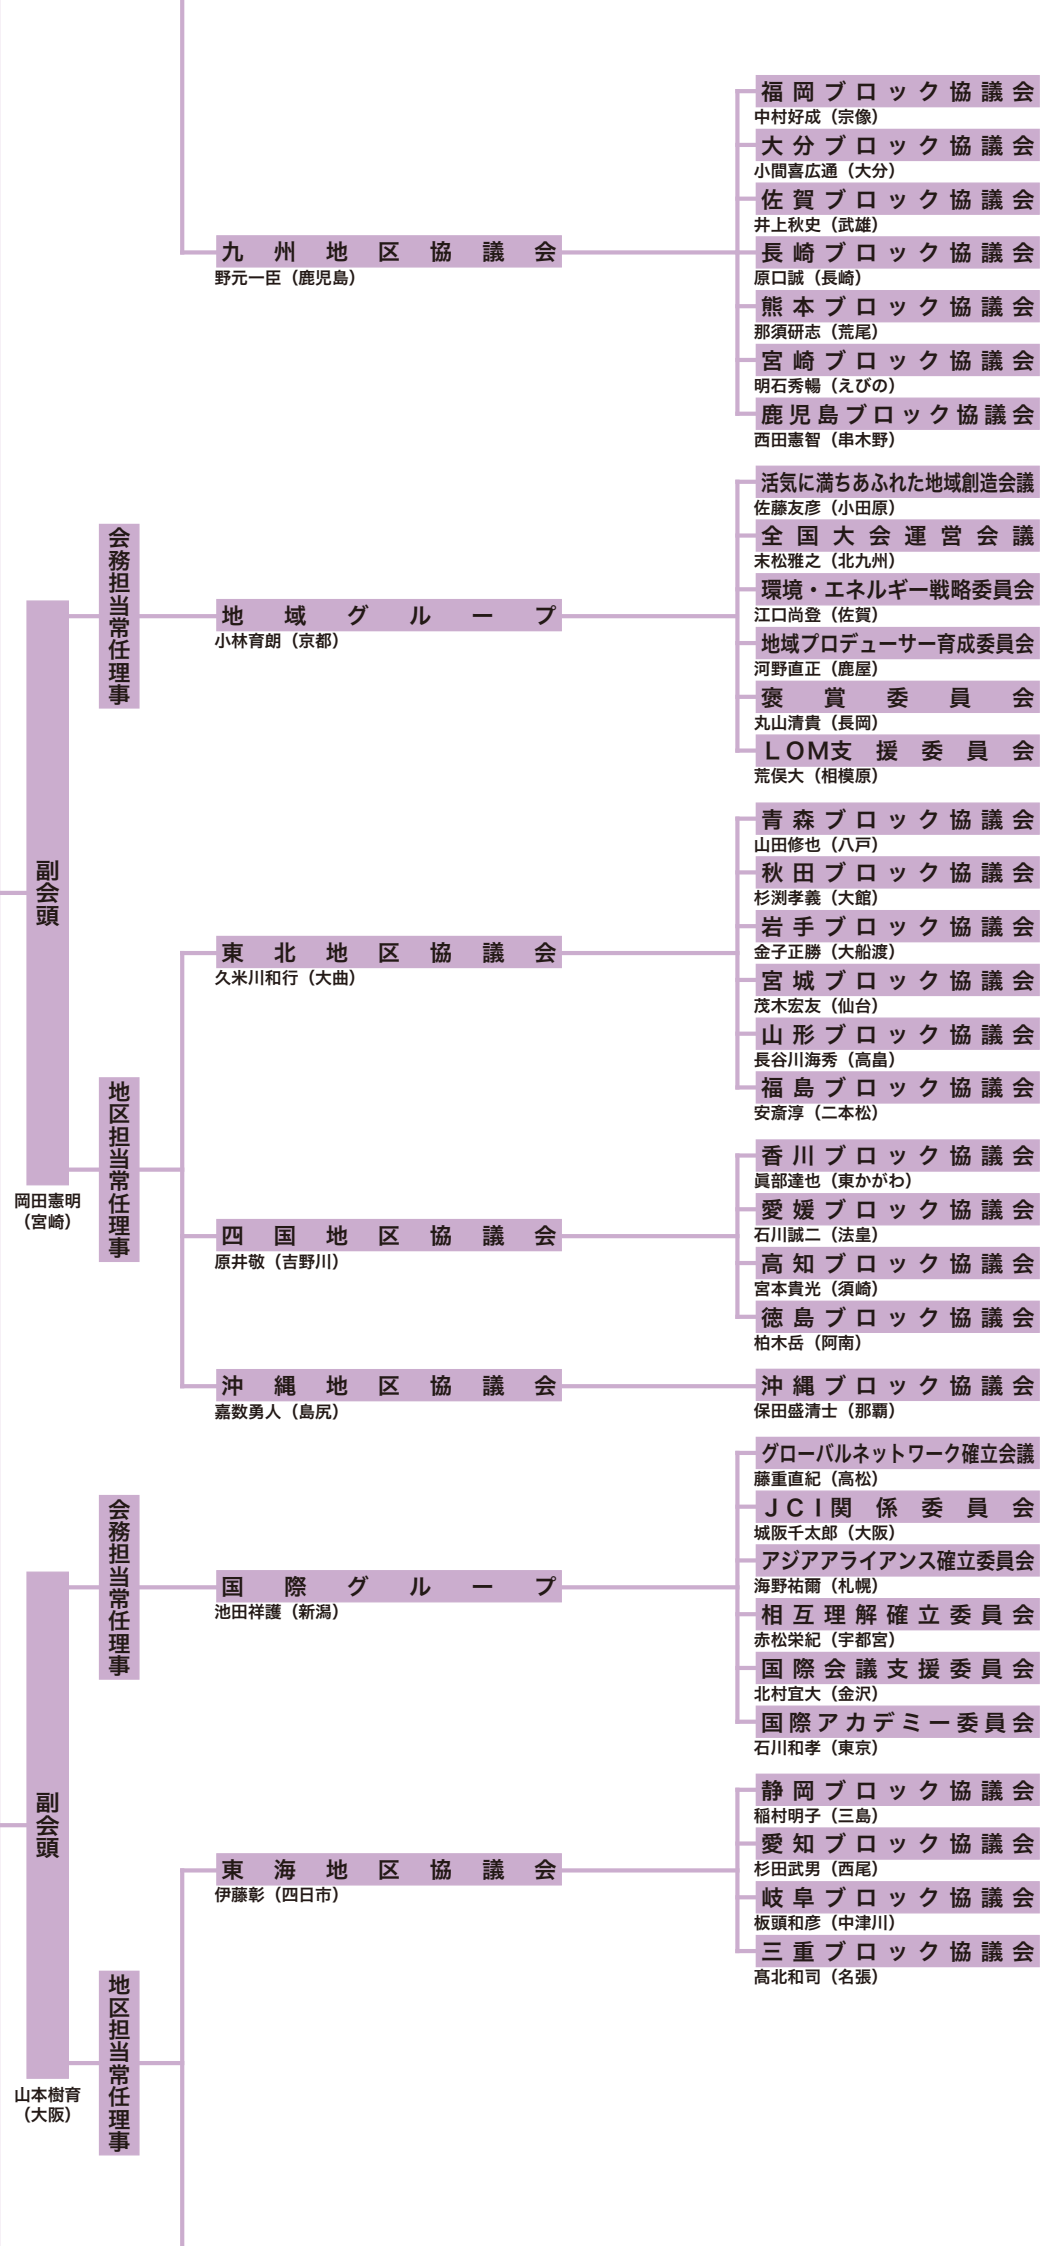 福岡ブロック協議会
中村好成（宗像）
大分ブロック協議会
小間喜広通（大分）
佐賀ブロック協議会
井上秋史（武雄）
長崎ブロック協議会
原口誠（長崎）
熊本ブロック協議会
那須研志（荒尾）
宮崎ブロック協議会
明石秀暢（えびの）
鹿児島ブロック協議会
西田憲智（串木野）
九州地区協議会
野元一臣（鹿児島）
副会頭
岡田憲明
（宮崎）
会務担当常任理事
地域グループ
小林育朗（京都）
活気に満ちあふれた地域創造会議
佐藤友彦（小田原）
全国大会運営会議
末松雅之（北九州）
環境・エネルギー戦略委員会
江口尚登（佐賀）
地域プロデューサー育成委員会
河野直正（鹿屋）
褒賞委員会
丸山清貴（長岡）
LOM支援委員会
荒俣大（相模原）
地区担当常任理事
東北地区協議会
久米川和行（大曲）
青森ブロック協議会
山田修也（八戸）
秋田ブロック協議会
杉渕孝義（大館）
岩手ブロック協議会
金子正勝（大船渡）
宮城ブロック協議会
茂木宏友（仙台）
山形ブロック協議会
長谷川海秀（高畠）
福島ブロック協議会
安斎淳（二本松）
四国地区協議会
原井敬（吉野川）
香川ブロック協議会
眞部達也（東かがわ）
愛媛ブロック協議会
石川誠二（法皇）
高知ブロック協議会
宮本貴光（須崎）
徳島ブロック協議会
柏木岳（阿南）
沖縄地区協議会
嘉数勇人（島尻）
沖縄ブロック協議会
保田盛清士（那覇）
副会頭
山本樹育
（大阪）
会務担当常任理事
国際グループ
池田祥護（新潟）
グローバルネットワーク確立会議
藤重直紀（高松）
JCI関係委員会
城阪千太郎（大阪）
アジアアライアンス確立委員会
海野祐爾（札幌）
相互理解確立委員会
赤松栄紀（宇都宮）
国際会議支援委員会
北村宜大（金沢）
国際アカデミー委員会
石川和孝（東京）
地区担当常任理事
東海地区協議会
伊藤彰（四日市）
静岡ブロック協議会
稲村明子（三島）
愛知ブロック協議会
杉田武男（西尾）
岐阜ブロック協議会
板頭和彦（中津川）
三重ブロック協議会
髙北和司（名張）